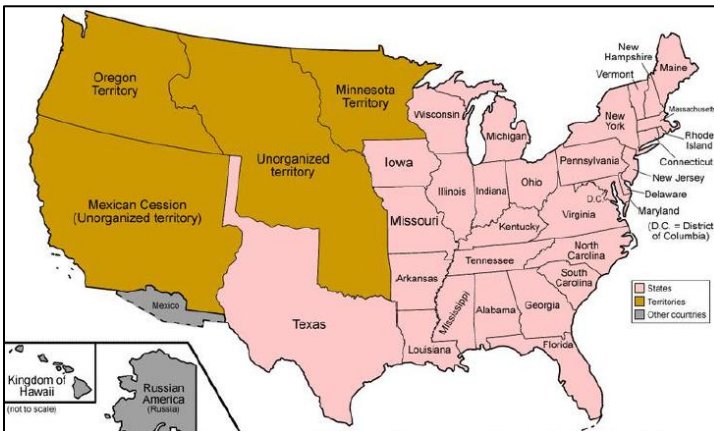 New
Hampshire
Vermont
Maine
Oregon
Territory
Minnesota
Territory
Wisconsin
Michigan
New
York
Massachusett
Rhode
Island
Connecticut
New Jersey
Delaware
Maryland
(D.C. = District
of Columbia)
Unorganized
territory
Iowa
Pennsylvania
Illinois
Indiana
Ohio
D.C.
Mexican Cession
(Unorganized territory)
Missouri
Kentucky
Virginia
Tennessee
North
Carolina
Arkansas
South
Carolina
Mississippi
Alabama
Georgia
Texas
Louisiana
Florida
Mexico
States
Territories
Other countries
Kingdom of
Hawaii
(not to scale)
Russian
America
(Russia)